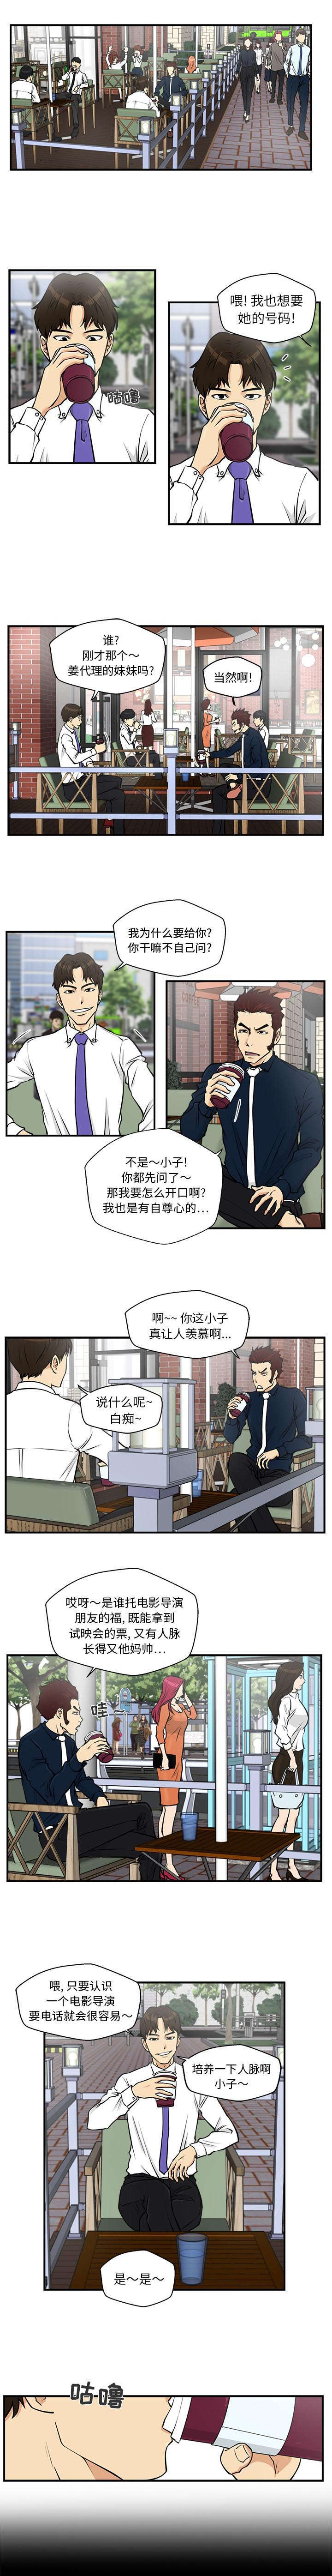 咕噜
喂! 我也想要
她的号码!
谁?
刚才那个～
姜代理的妹妹吗?
当然啊!
我为什么要给你?
你干嘛不自己问?
不是～小子!
你都先问了～
那我要怎么开口啊?
我也是有自尊心的...
啊~~ 你这小子
真让人羡慕啊...
说什么呢~
白痴~
哎呀～是谁托电影导演
朋友的福, 既能拿到
试映会的票, 又有人脉
长得又他妈帅...
哇～
喂, 只要认识
一个电影导演
要电话就会很容易～
培养一下人脉啊
小子～
是～是～
咕噜